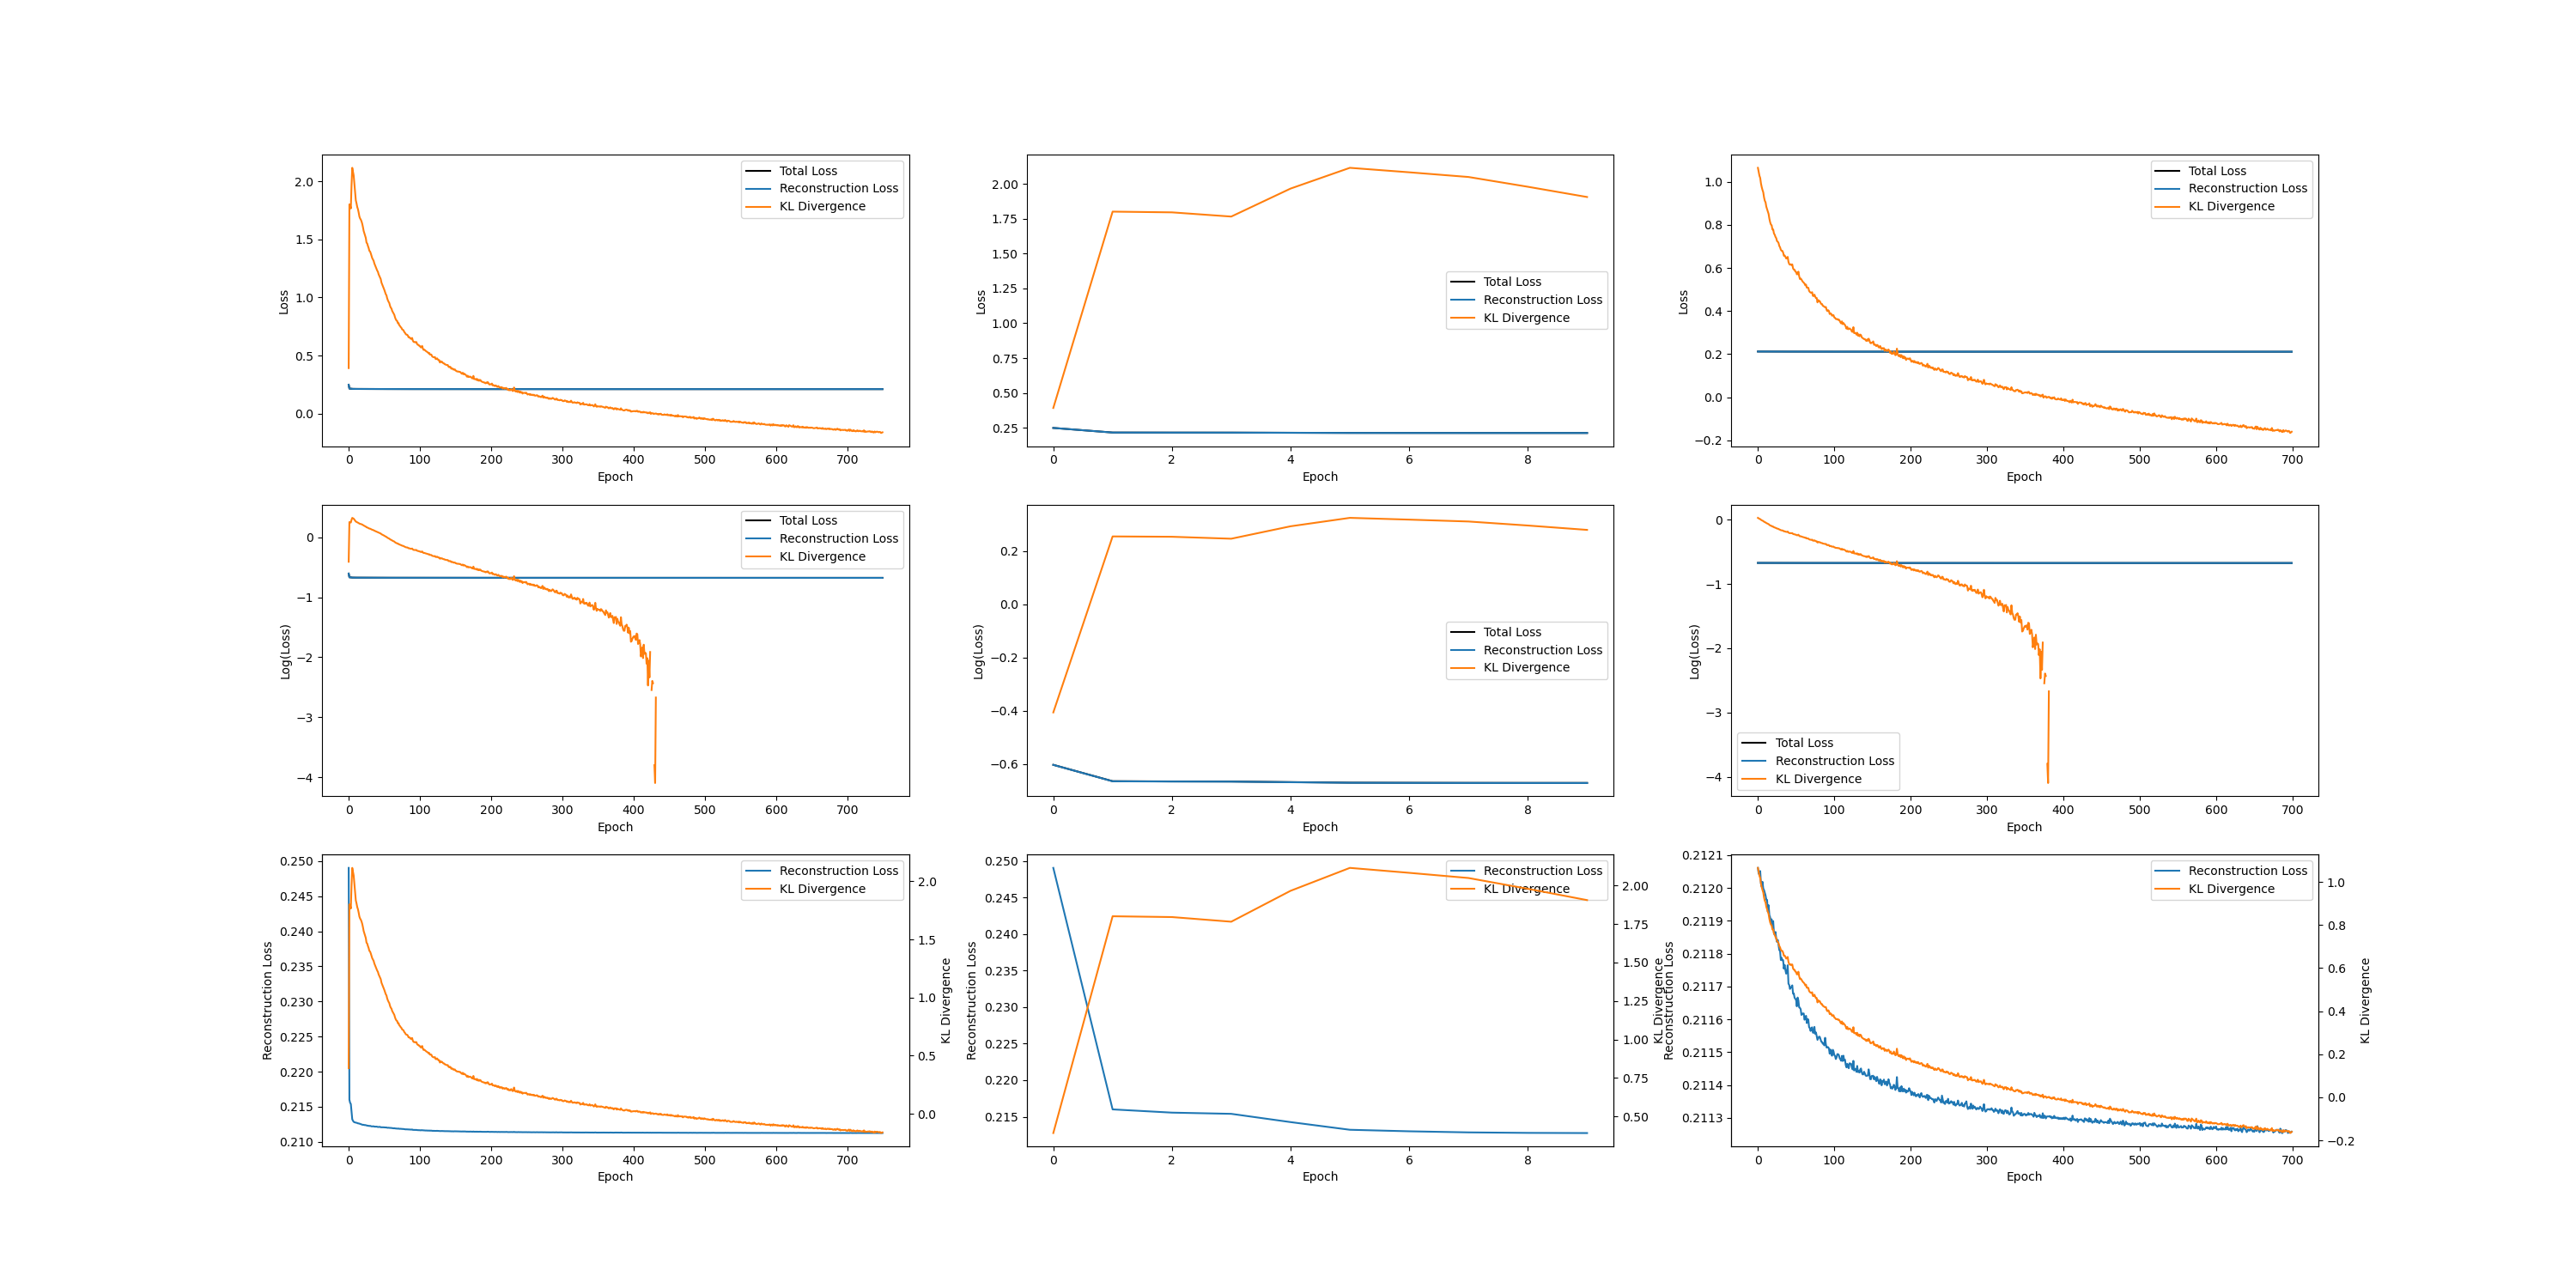 Total Loss
Reconstruction Loss
KL Divergence
2.0
1.5
1.0
0.5
0.0
Loss
0 100 200 300 400 500 600 700
Epoch
Total Loss
Reconstruction Loss
KL Divergence
2.00
1.75
1.50
1.25
1.00
0.75
0.50
0.25
Loss
0 2 4 6 8
Epoch
Total Loss
Reconstruction Loss
KL Divergence
1.0
0.8
0.6
0.4
0.2
0.0
−0.2
Loss
0 100 200 300 400 500 600 700
Epoch
Total Loss
Reconstruction Loss
KL Divergence
0
−1
−2
−3
−4
Log(Loss)
0 100 200 300 400 500 600 700
Epoch
Total Loss
Reconstruction Loss
KL Divergence
0.2
0.0
−0.2
−0.4
−0.6
Log(Loss)
0 2 4 6 8
Epoch
Total Loss
Reconstruction Loss
KL Divergence
0
−1
−2
−3
−4
Log(Loss)
0 100 200 300 400 500 600 700
Epoch
Reconstruction Loss
KL Divergence
0.250
0.245
0.240
0.235
0.230
0.225
0.220
0.215
0.210
Reconstruction Loss
2.0
1.5
1.0
0.5
0.0
KL Divergence
0 100 200 300 400 500 600 700
Epoch
Reconstruction Loss
KL Divergence
0.250
0.245
0.240
0.235
0.230
0.225
0.220
0.215
Reconstruction Loss
2.00
1.75
1.50
1.25
1.00
0.75
0.50
KL Divergence
0 2 4 6 8
Epoch
Reconstruction Loss
KL Divergence
0.2121
0.2120
0.2119
0.2118
0.2117
0.2116
0.2115
0.2114
0.2113
Reconstruction Loss
1.0
0.8
0.6
0.4
0.2
0.0
−0.2
KL Divergence
0 100 200 300 400 500 600 700
Epoch